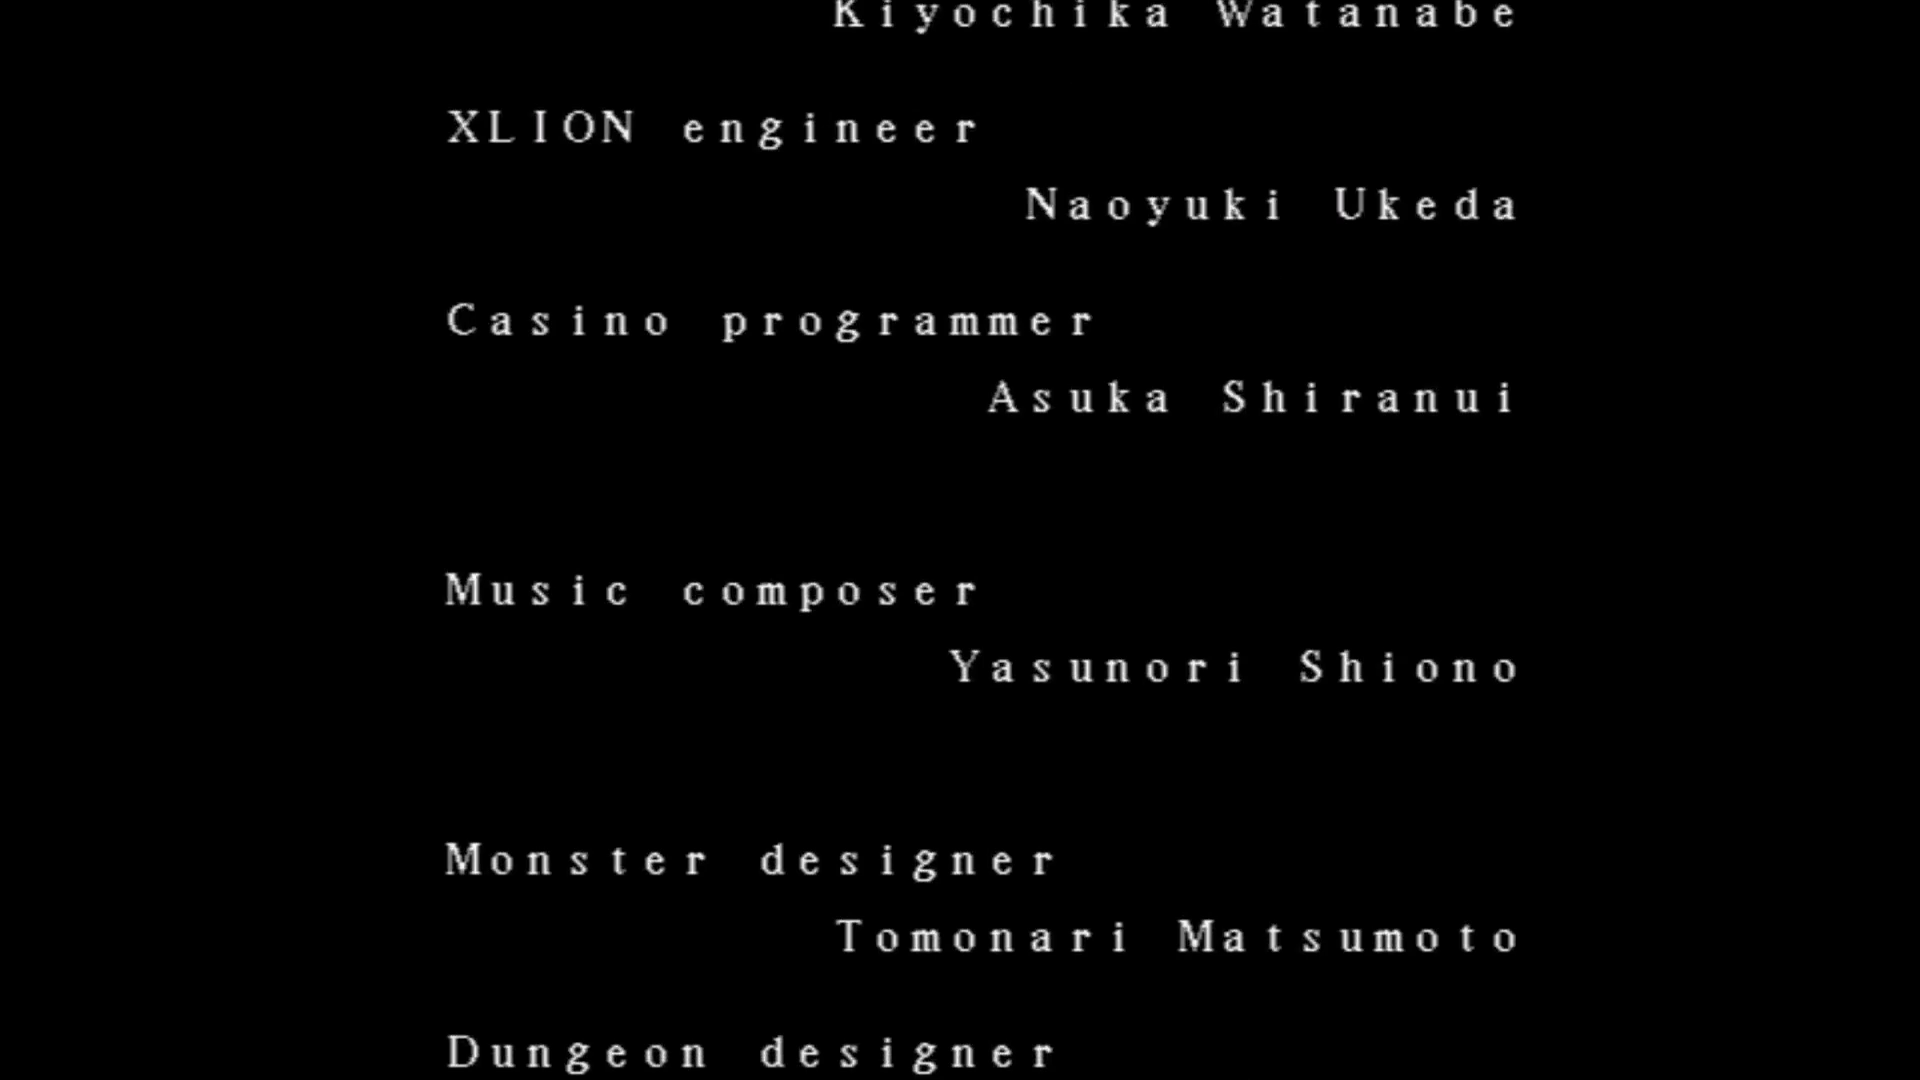 Kiyochika Watanabe
XLION engineer
Naoyuki Ukeda
Casino programmer
Asuka Shiranui
Music composer
Yasunori Shiono
Monster designer
Tomonari Matsumoto
Dungeon designer